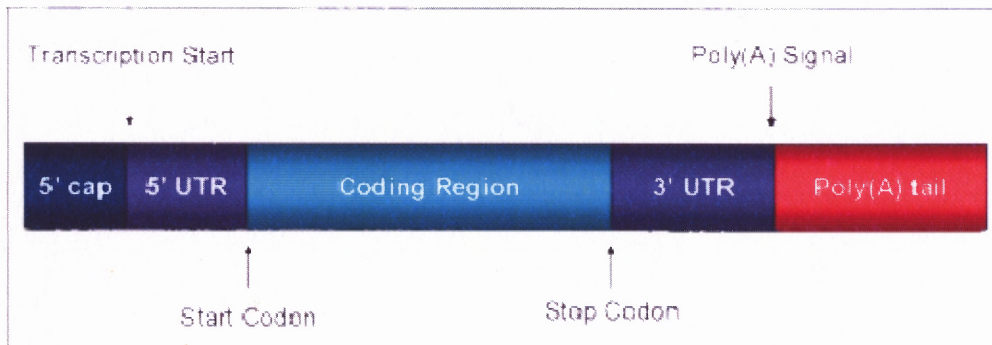 Transcription Start
Poly(A) Signal
5' cap
5' UTR
Coding Region
3' UTR
Poly(A) tail
Start Codon
Stop Codon